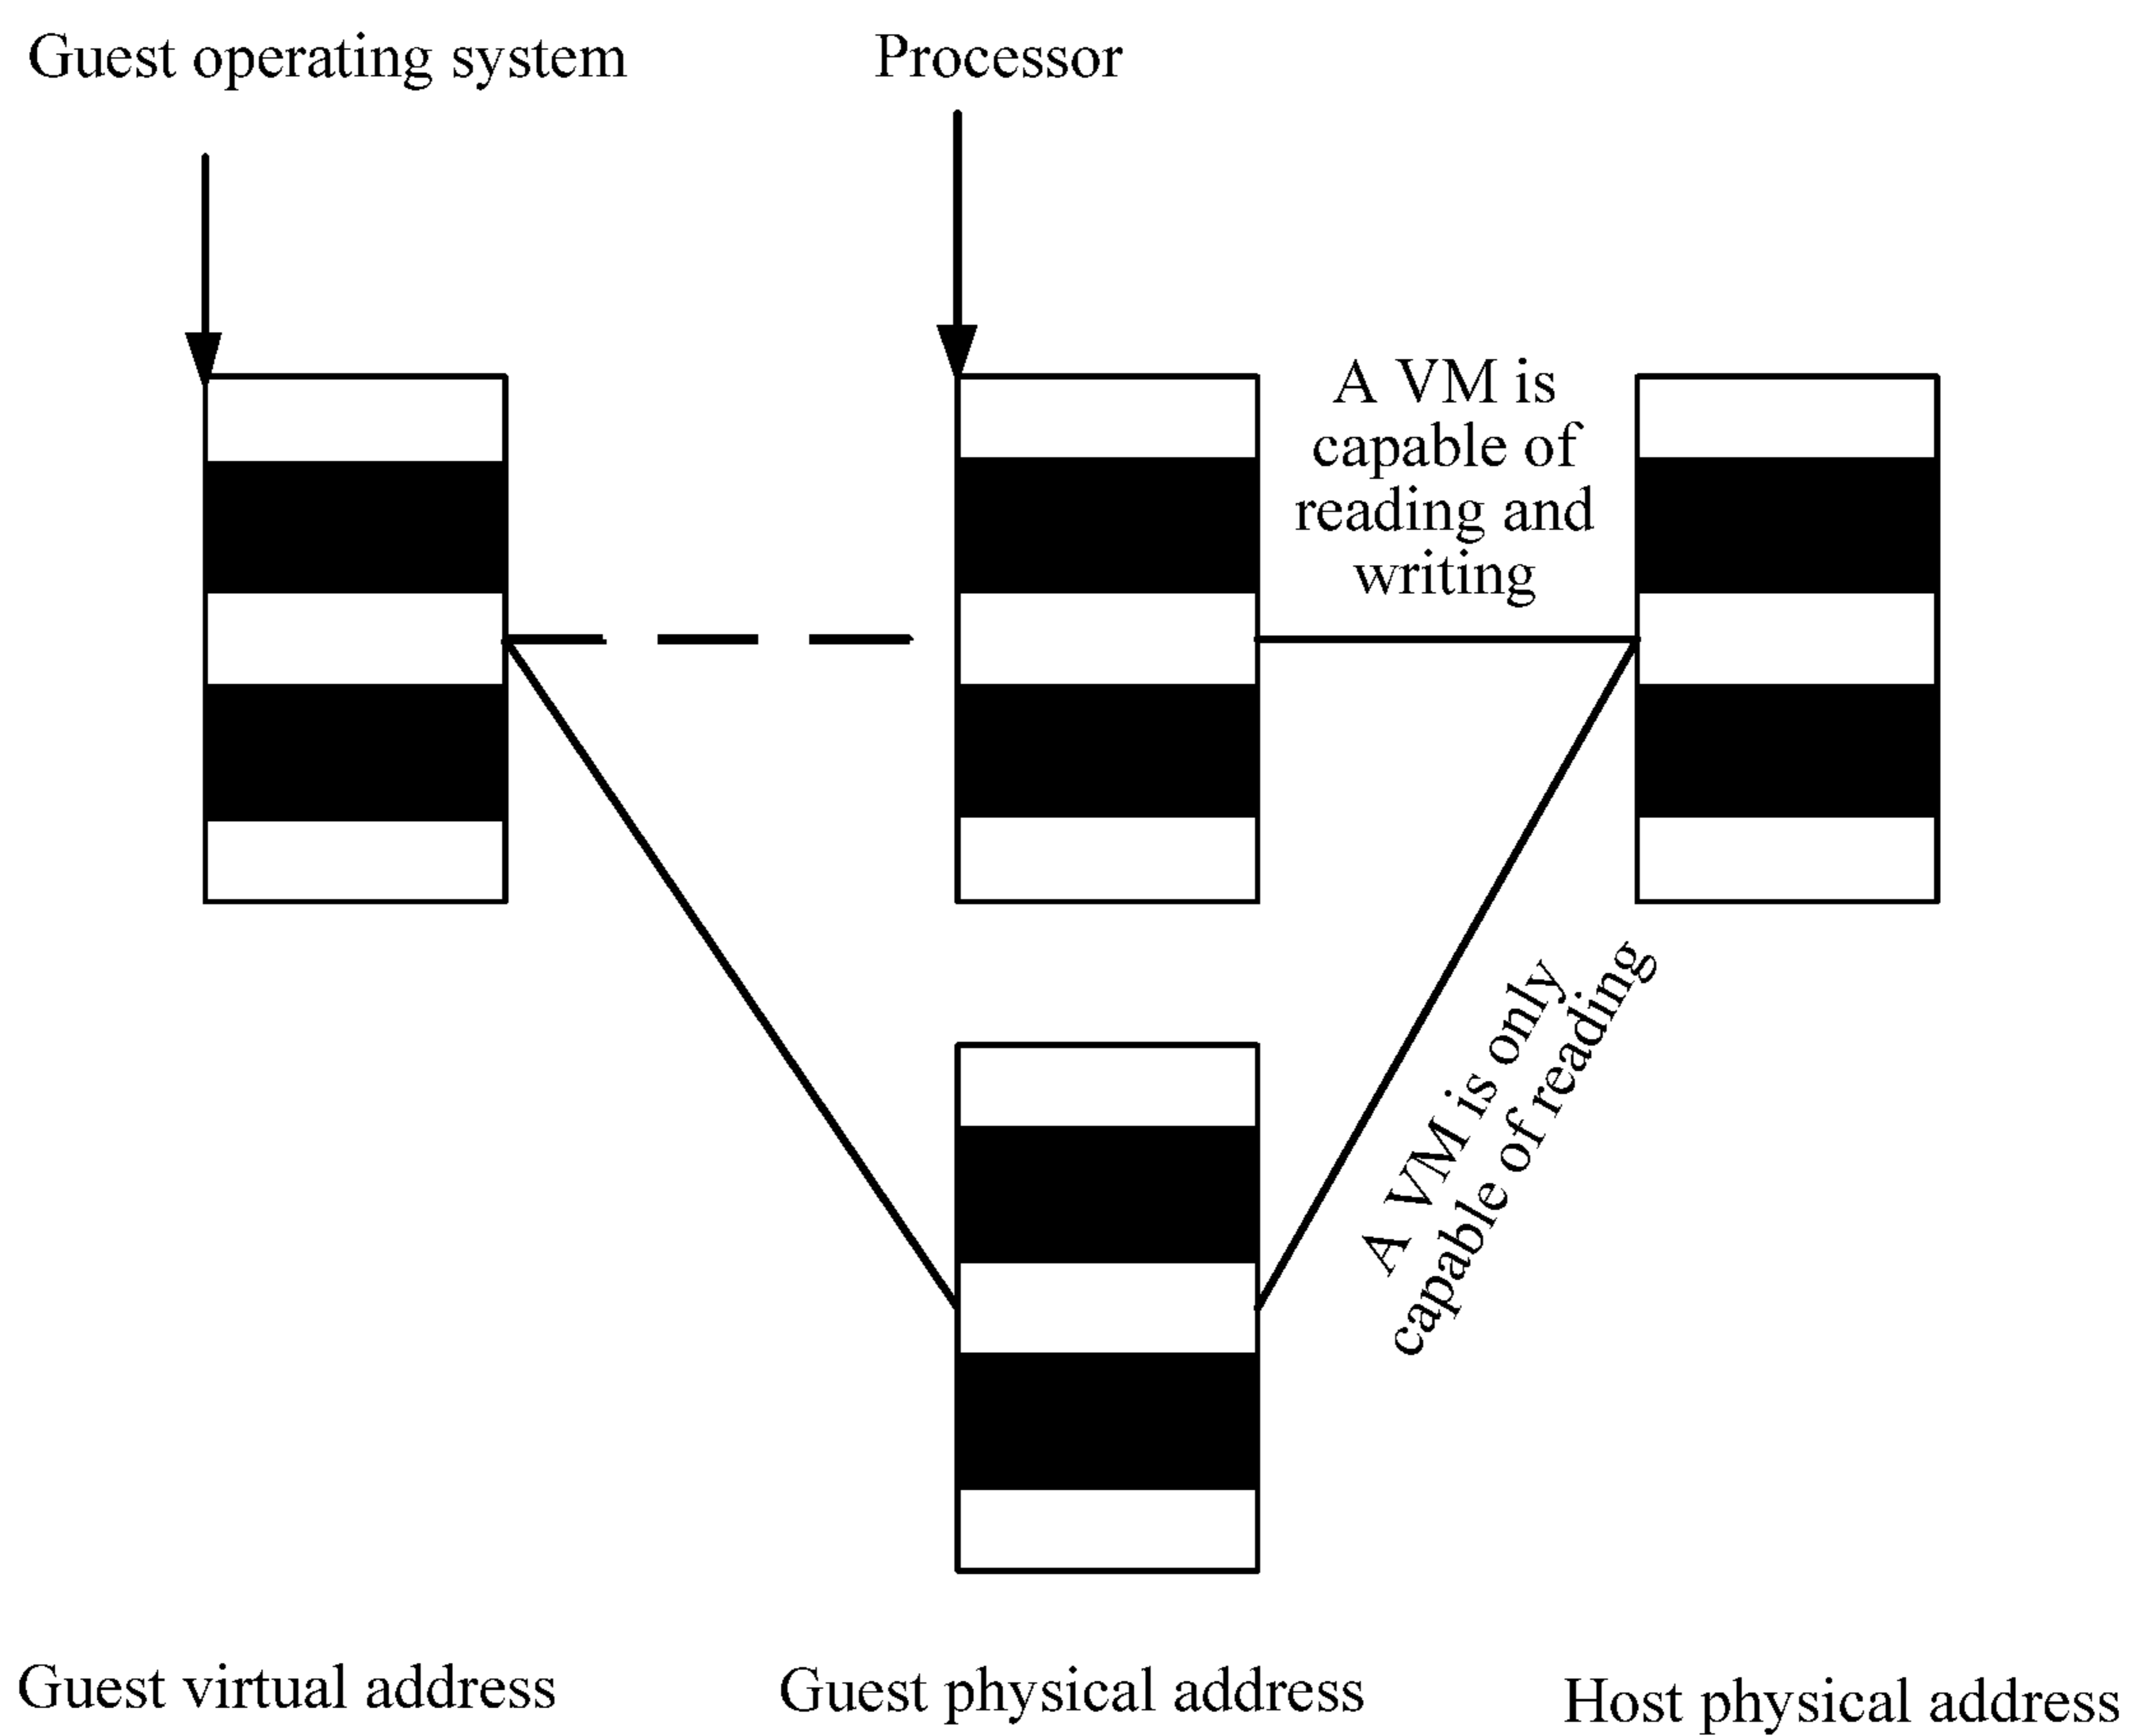 Guest operating system
Processor
A VM is
capable of
reading and
writing
A VM is only
capable of reading
Guest virtual address
Guest physical address
Host physical address